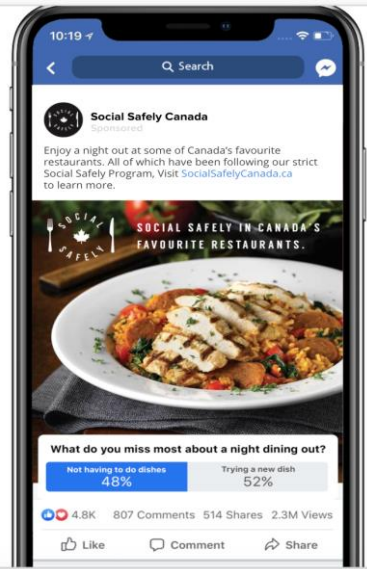 10:19
Search
Social Safely Canada
Sponsored
Enjoy a night out at some of Canada's favourite
restaurants. All of which have been following our strict
Social Safely Program, Visit SocialSafelyCanada.ca
to learn more.
SOCIAL
SAFELY
SOCIAL SAFELY IN CANADA'S
FAVOURITE RESTAURANTS.
What do you miss most about a night dining out?
Not having to do dishes
48%
Trying a new dish
52%
4.8K 807 Comments 514 Shares 2.3M Views
Like Comment Share